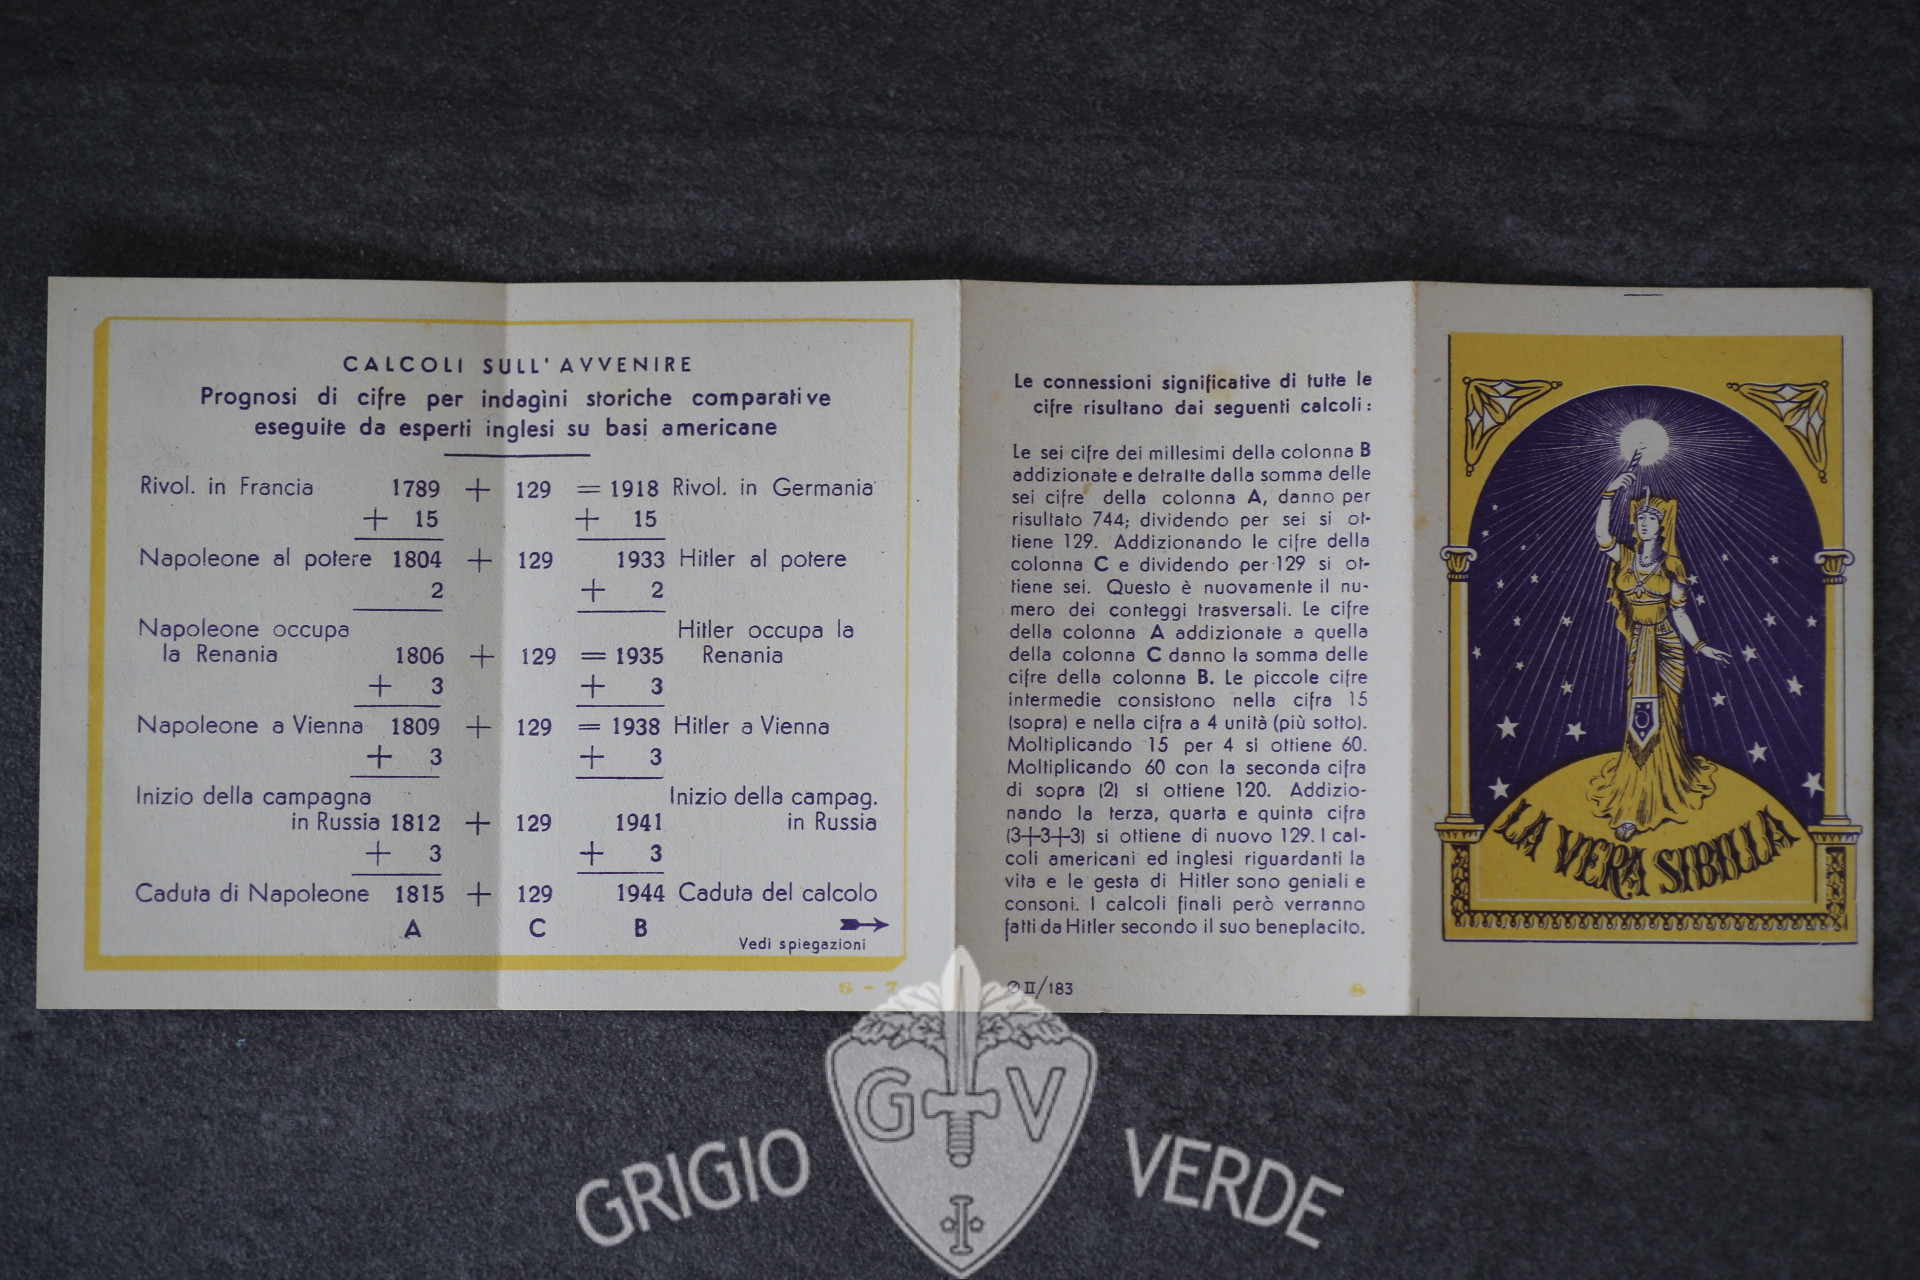 CALCOLI SULL'AVVENIRE
Prognosi di cifre per indagini storiche comparative
eseguite da esperti inglesi su basi americane
Rivol. in Francia 1789 + 129 = 1918 Rivol. in Germania
+ 15 + 15
Napoleone al potere 1804 + 129 1933 Hitler al potere
2 + 2
Napoleone occupa Hitler occupa la
la Renania 1806 + 129 = 1935 Renania
+ 3 + 3
Napoleone a Vienna 1809 + 129 = 1938 Hitler a Vienna
+ 3 + 3
Inizio della campagna Inizio della campag.
in Russia 1812 + 129 1941 in Russia
+ 3 + 3
Caduta di Napoleone 1815 + 129 1944 Caduta del calcolo
A C B
Vedi spiegazioni
6 - 7
Le connessioni significative di tutte le
cifre risultano dai seguenti calcoli:
Le sei cifre dei millesimi della colonna B
addizionate e detratte dalla somma delle
sei cifre della colonna A, danno per
risultato 744; dividendo per sei si ot-
tiene 129. Addizionando le cifre della
colonna C e dividendo per 129 si ot-
tiene sei. Questo è nuovamente il nu-
mero dei conteggi trasversali. Le cifre
della colonna A addizionate a quella
della colonna C danno la somma delle
cifre della colonna B. Le piccole cifre
intermedie consistono nella cifra 15
(sopra) e nella cifra a 4 unità (più sotto).
Moltiplicando 15 per 4 si ottiene 60.
Moltiplicando 60 con la seconda cifra
di sopra (2) si ottiene 120. Addizio-
nando la terza, quarta e quinta cifra
(3+3+3) si ottiene di nuovo 129. I cal-
coli americani ed inglesi riguardanti la
vita e le gesta di Hitler sono geniali e
consoni. I calcoli finali però verranno
fatti da Hitler secondo il suo beneplacito.
∅ II/183
8
LA VERA SIBILLA
G V
GRIGIO VERDE